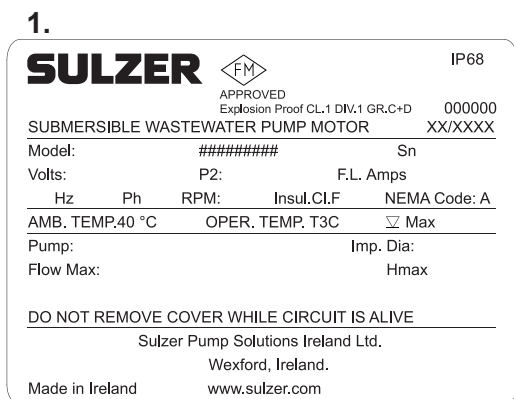 1.
SULZER FM IP68
APPROVED
Explosion Proof CL.1 DIV.1 GR.C+D 000000
SUBMERSIBLE WASTEWATER PUMP MOTOR XX/XXXX
Model: ######### Sn
Volts: P2: F.L. Amps
Hz Ph RPM: Insul.Cl.F NEMA Code: A
AMB. TEMP.40 °C OPER. TEMP. T3C ▽ Max
Pump: Imp. Dia:
Flow Max: Hmax
DO NOT REMOVE COVER WHILE CIRCUIT IS ALIVE
Sulzer Pump Solutions Ireland Ltd.
Wexford, Ireland.
Made in Ireland www.sulzer.com